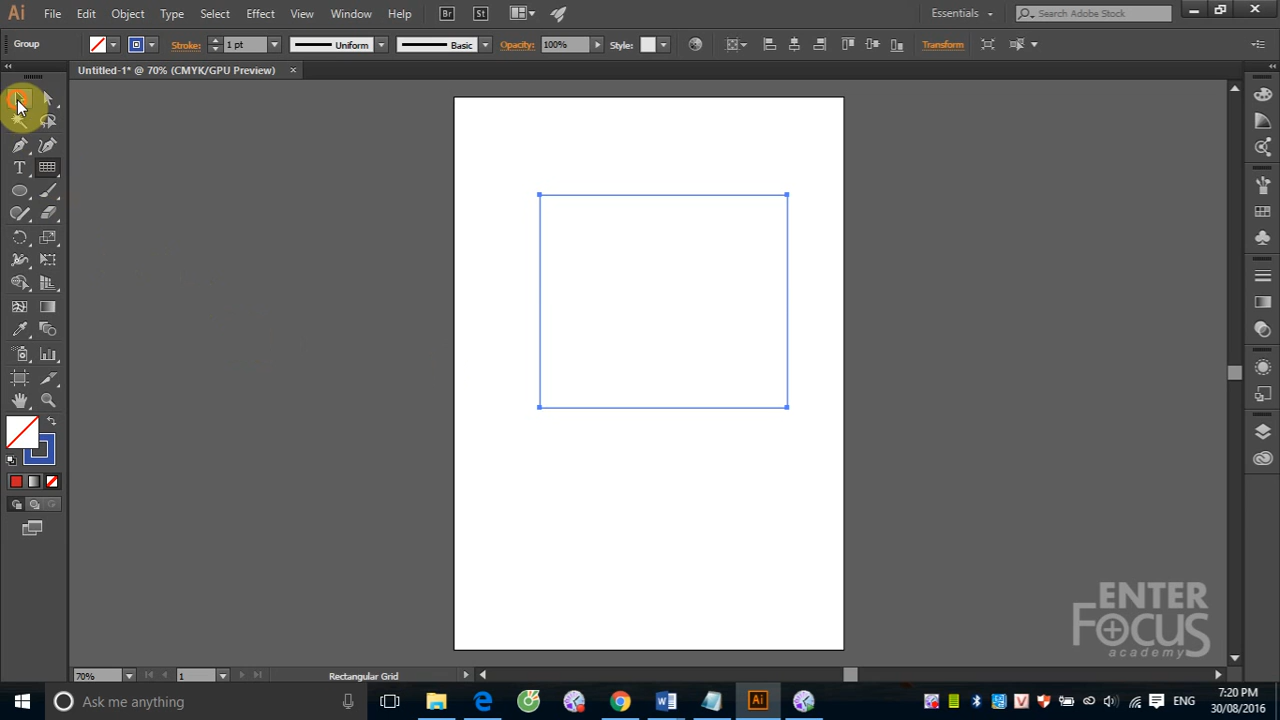 Ai File Edit Object Type Select Effect View Window Help Br St Essentials Search Adobe Stock
Group Stroke: 1 pt Uniform Basic Opacity: 100% Style: Transform
Untitled-1* @ 70% (CMYK/GPU Preview) ×
T
70% 1 Rectangular Grid
ENTER
FOCUS
academy
Ask me anything ENG 7:20 PM
30/08/2016